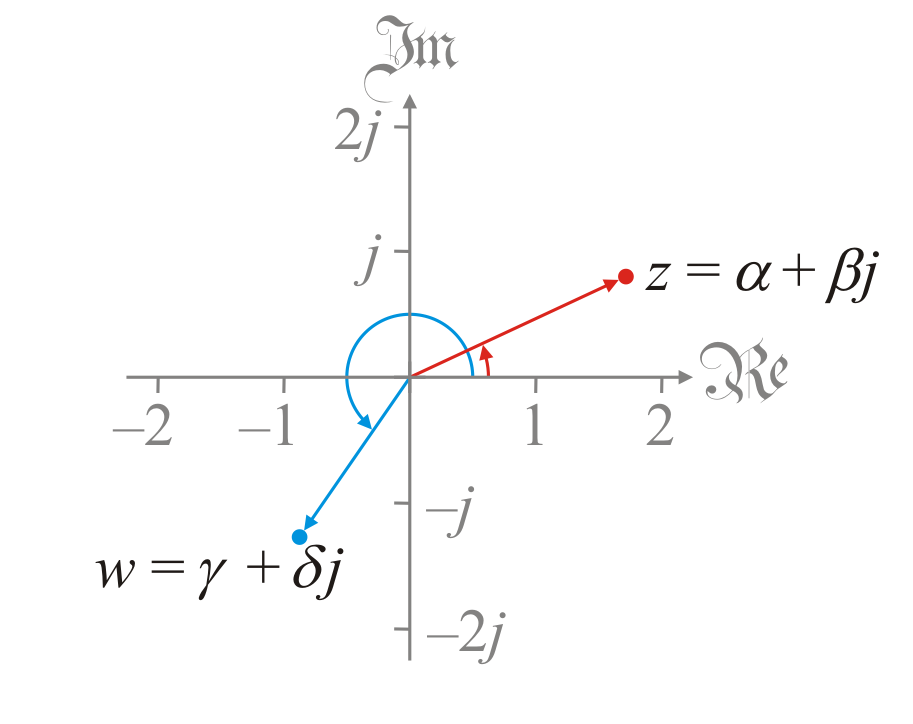 ℑm
2j
j
z = α + βj
ℜe
–2 –1 1 2
–j
w = γ + δj
–2j